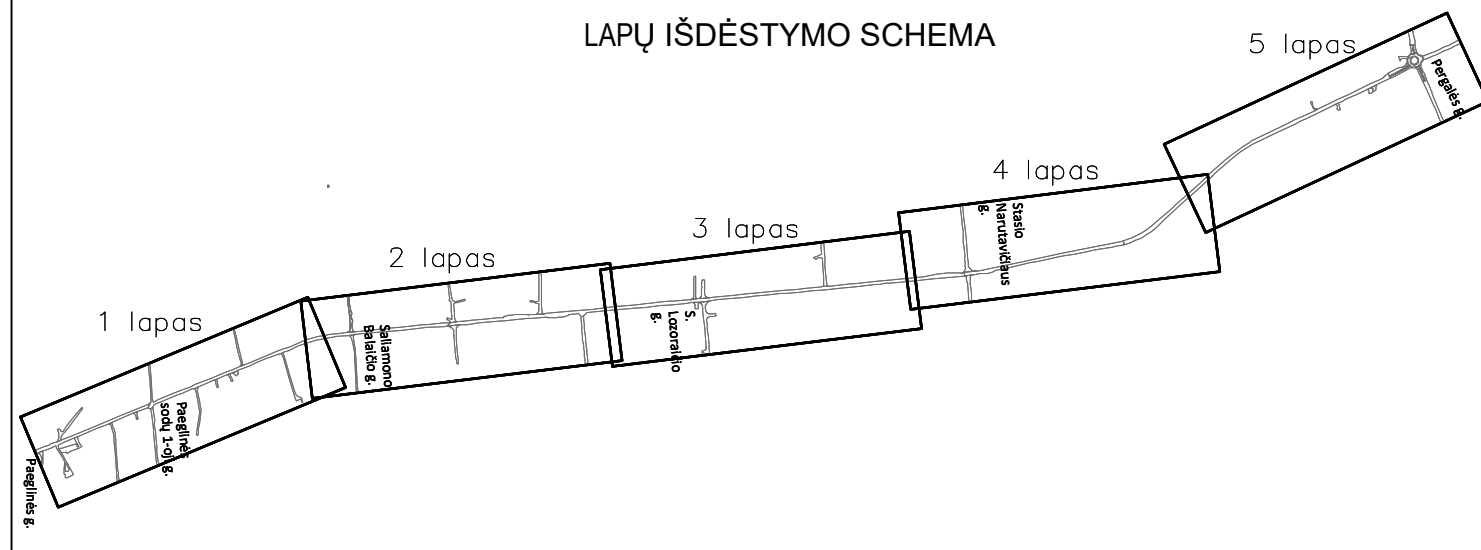 LAPŲ IŠDĖSTYMO SCHEMA
5 lapas
Pergalės g.
4 lapas
Stasio
Narutavičiaus
g.
3 lapas
S.
Lozoraičio
g.
2 lapas
Saliamono
Balaičio g.
1 lapas
Paeglinės
sodų 1-oji g.
Paeglinės g.